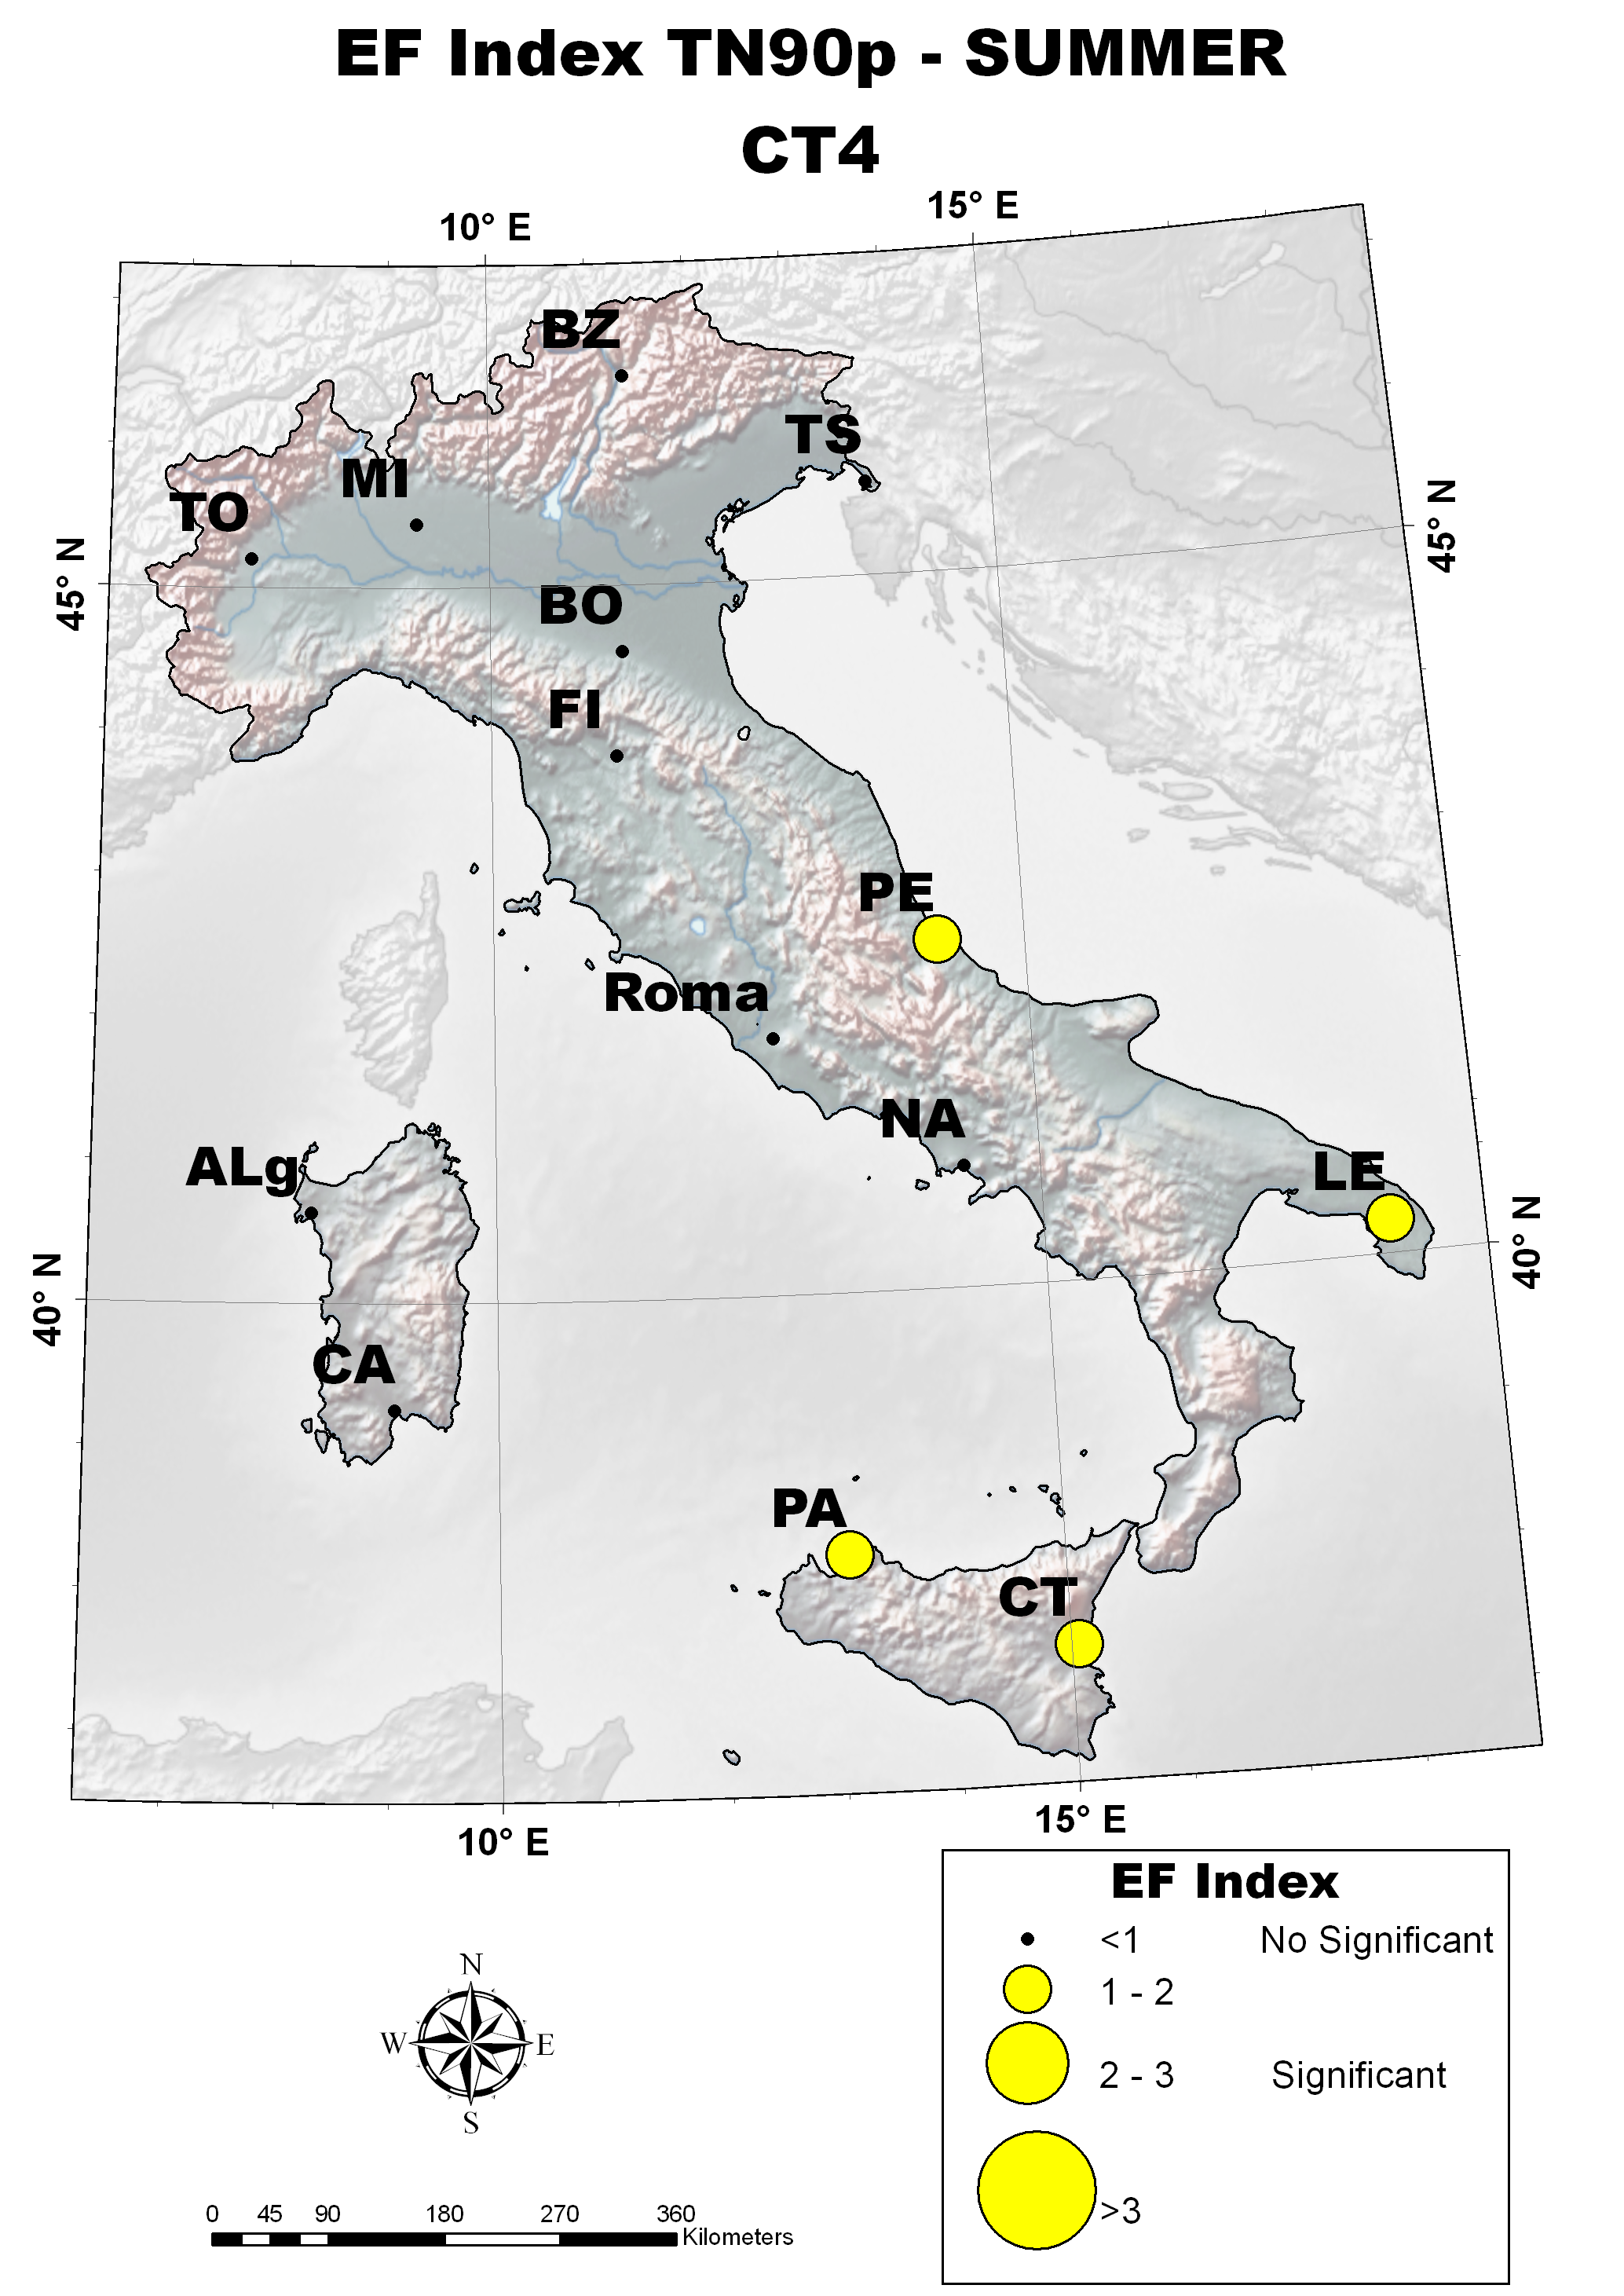 EF Index TN90p - SUMMER
CT4
10° E
15° E
BZ
TS
MI
TO
45° N
45° N
BO
FI
PE
Roma
NA
ALg
LE
40° N
40° N
CA
PA
CT
10° E
15° E
EF Index
<1 No Significant
1 - 2
2 - 3 Significant
>3
N
W E
S
0 45 90 180 270 360
Kilometers